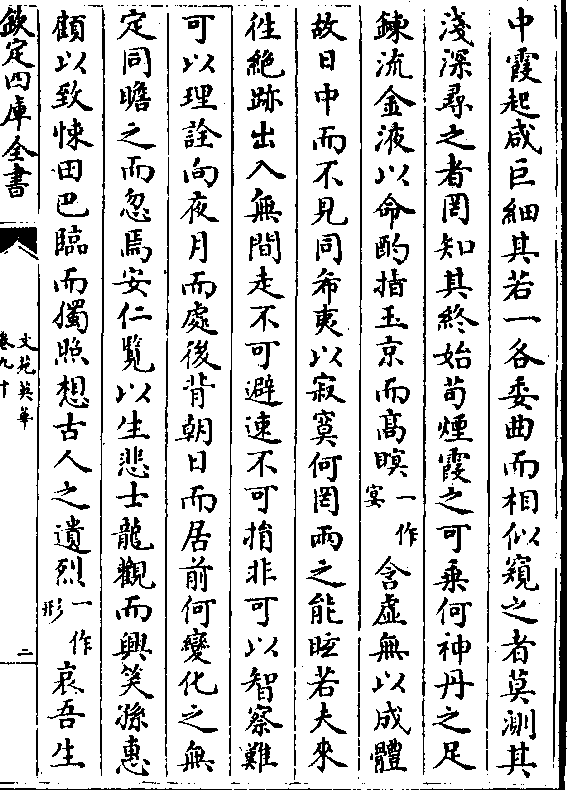 中霞起咸巨細其若一各委曲而相似窺之者莫測其
淺深尋之者罔知其終始茍煙霞之可乘何神丹之足
鍊流金液以命酌指玉京而高暝一作宴含虛無以成體
故日中而不見同希夷以寂寞何罔兩之能眩若夫來
徃絶跡出入無間走不可避速不可捎非可以智察難
可以理詮向夜月而處後背朝日而居前何變化之無
定同瞻之而忽焉安仁覽以生悲士龍觀而興笑孫惠
顧以致悚田巴臨而獨照想古人之遺烈一作形哀吾生
欽定四庫全書
文苑英華
卷九十
二